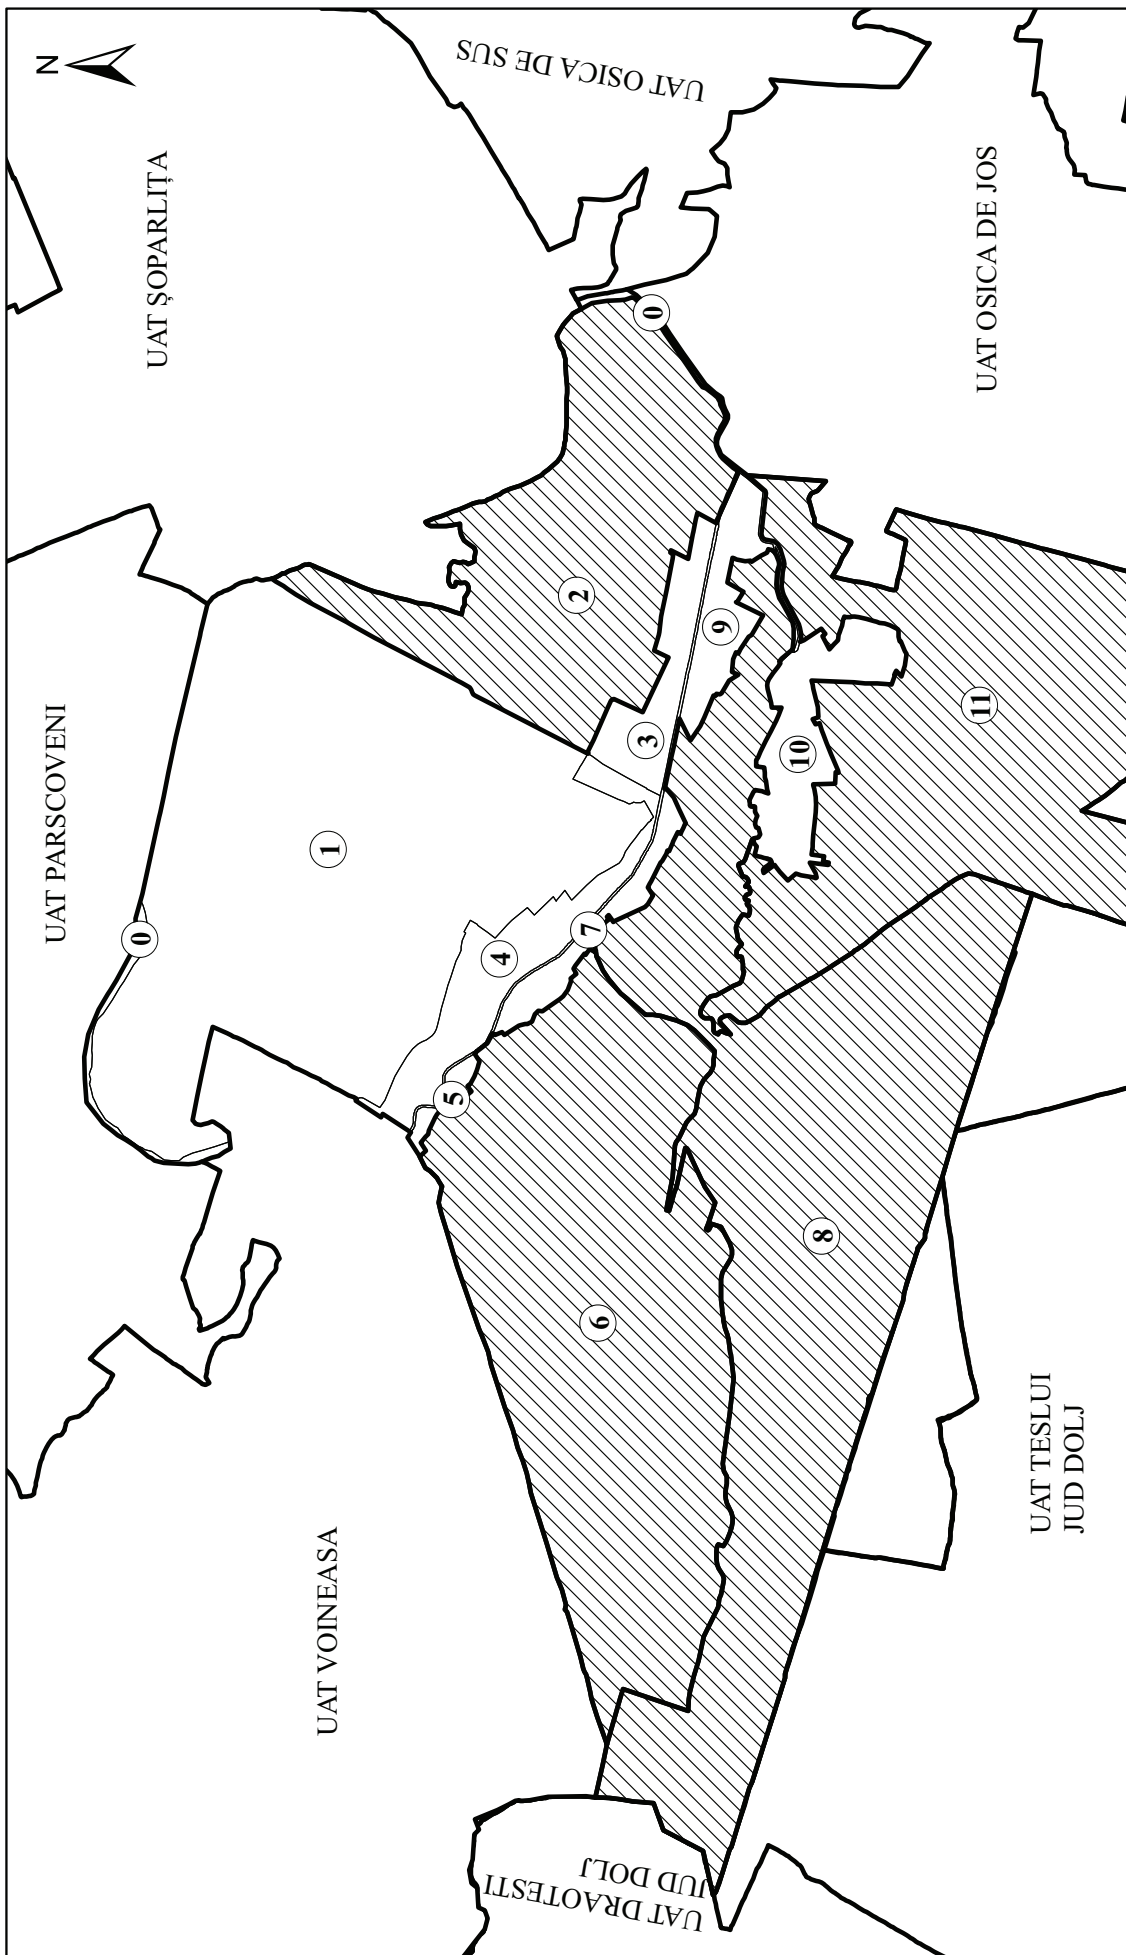 N
UAT ȘOPARLIȚA
UAT OSICA DE SUS
UAT OSICA DE JOS
UAT PARSCOVENI
UAT VOINEASA
UAT TESLUI
JUD DOLJ
UAT DRAOTESTI
JUD DOLJ
0
0
1
2
3
4
5
6
7
8
9
10
11